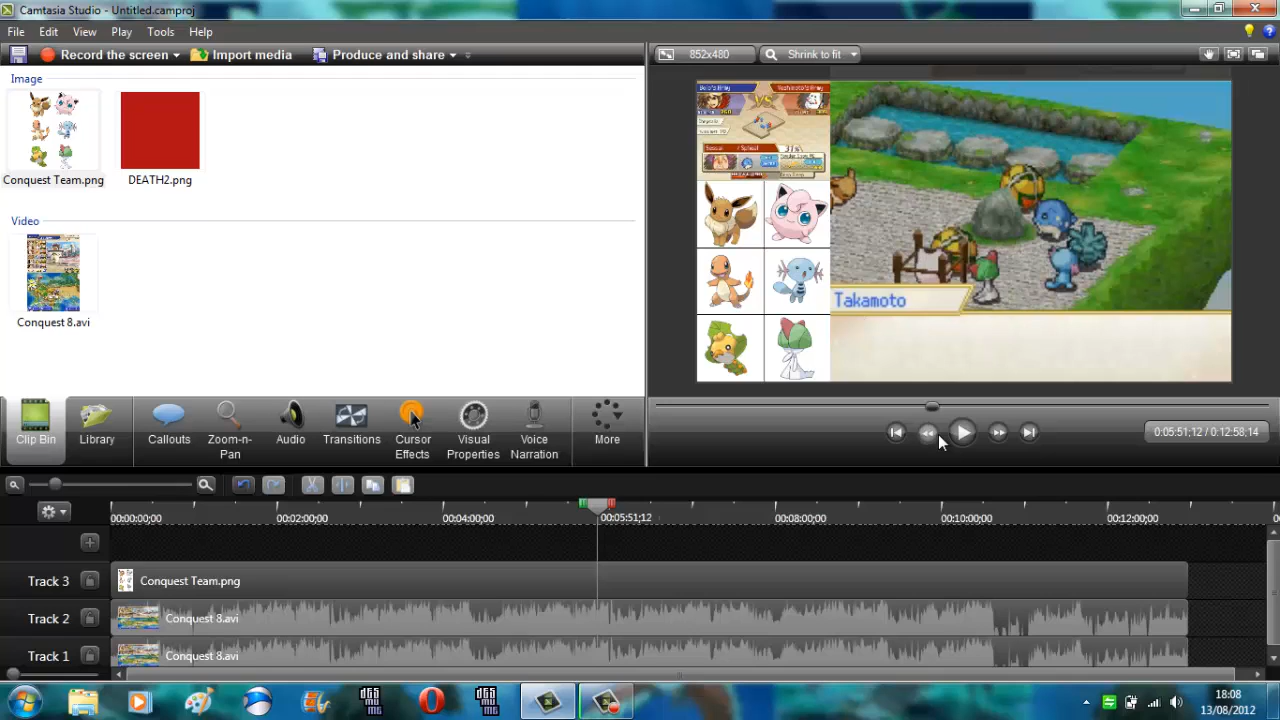 Camtasia Studio - Untitled.camproj
File Edit View Play Tools Help
Record the screen Import media Produce and share
852x480 Shrink to fit
Image
Conquest Team.png DEATH2.png
Video
Conquest 8.avi
VS
Takamoto
Clip Bin Library Callouts Zoom-n-Pan Audio Transitions Cursor Effects Visual Properties Voice Narration More
0:05:51;12 / 0:12:58;14
00:00:00;00 00:02:00;00 00:04:00;00 00:05:51;12 00:08:00;00 00:10:00;00 00:12:00;00
Track 3 Conquest Team.png
Track 2 Conquest 8.avi
Track 1 Conquest 8.avi
18:08
13/08/2012